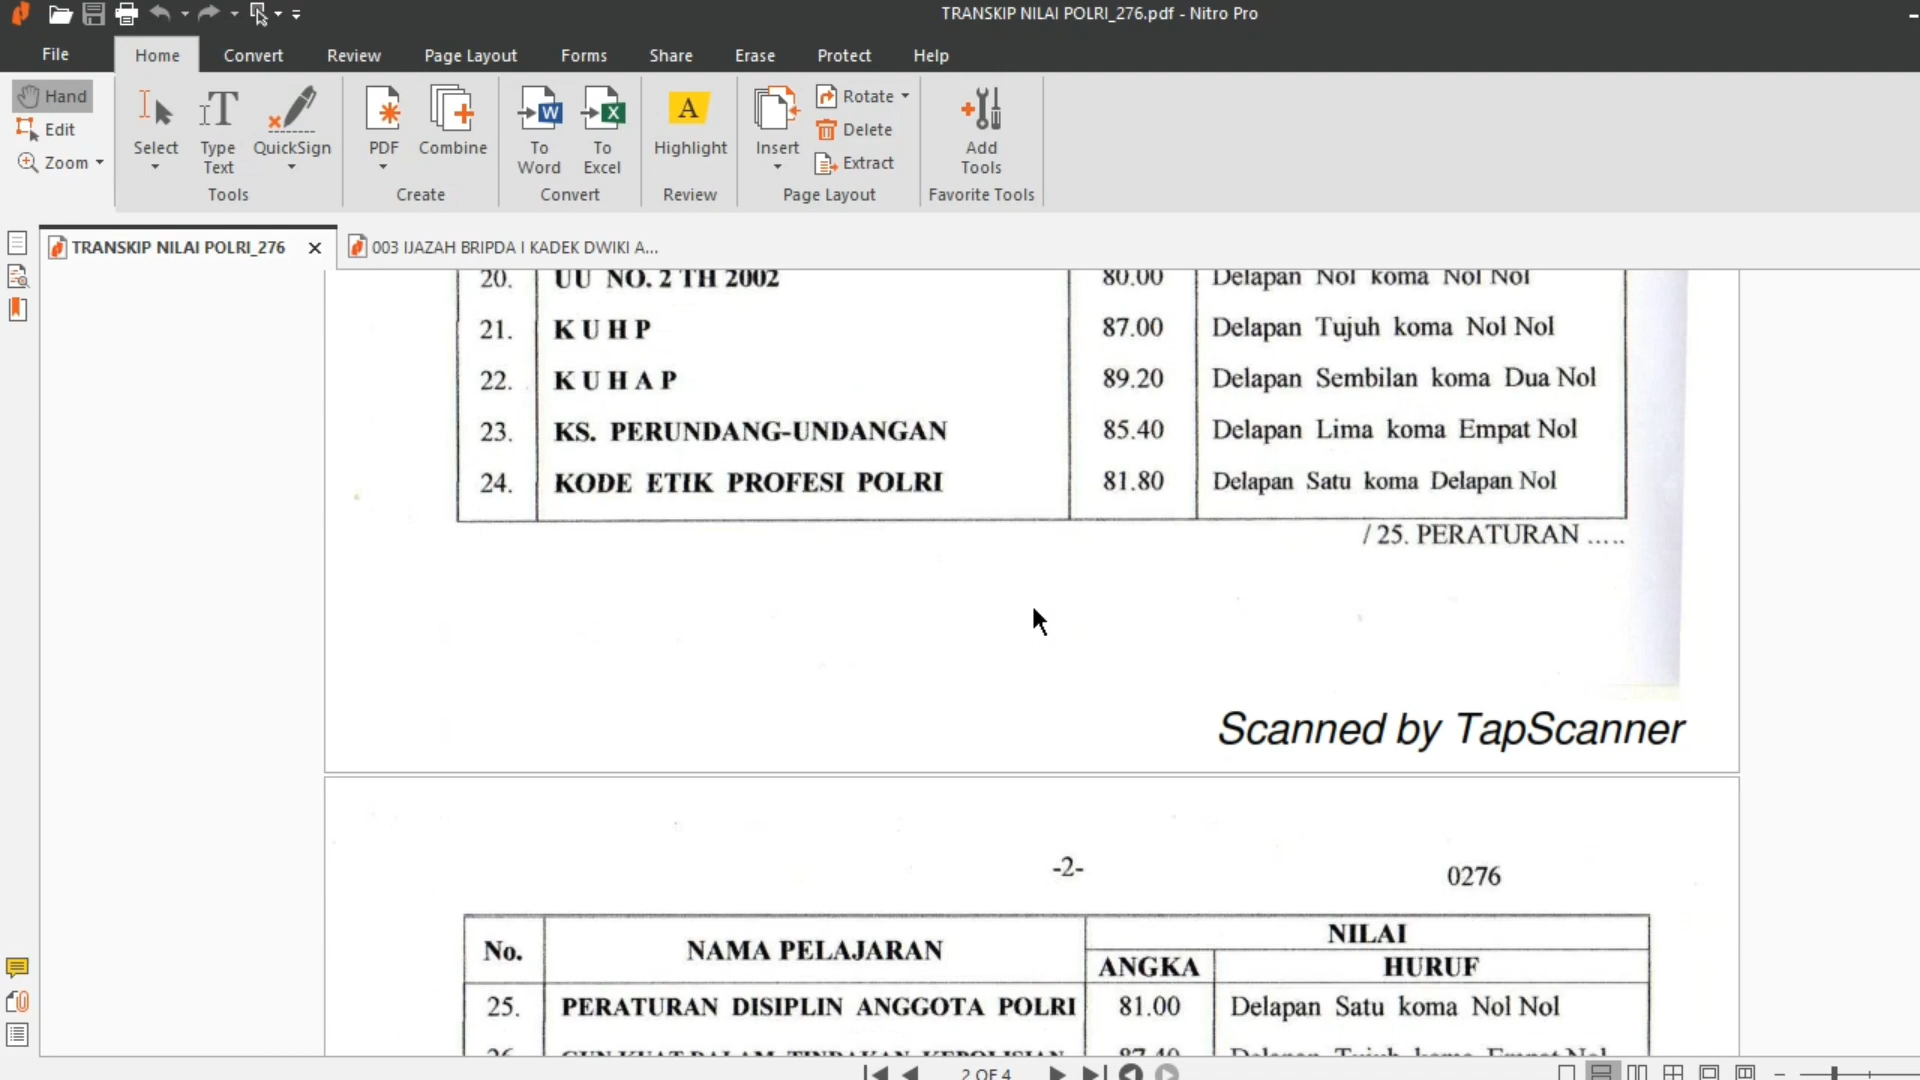 TRANSKIP NILAI POLRI_276.pdf - Nitro Pro
File Home Convert Review Page Layout Forms Share Erase Protect Help
Hand
Edit
Zoom
Select
Type Text
QuickSign
Tools
PDF
Combine
Create
To Word
To Excel
Convert
Highlight
Review
Insert
Rotate
Delete
Extract
Page Layout
Add Tools
Favorite Tools
TRANSKIP NILAI POLRI_276
003 IJAZAH BRIPDA I KADEK DWIKI A...
20. UU NO. 2 TH 2002 80.00 Delapan Nol koma Nol Nol
21. K U H P 87.00 Delapan Tujuh koma Nol Nol
22. K U H A P 89.20 Delapan Sembilan koma Dua Nol
23. KS. PERUNDANG-UNDANGAN 85.40 Delapan Lima koma Empat Nol
24. KODE ETIK PROFESI POLRI 81.80 Delapan Satu koma Delapan Nol
/ 25. PERATURAN .....
Scanned by TapScanner
-2- 0276
No. NAMA PELAJARAN NILAI
ANGKA HURUF
25. PERATURAN DISIPLIN ANGGOTA POLRI 81.00 Delapan Satu koma Nol Nol
2 OF 4